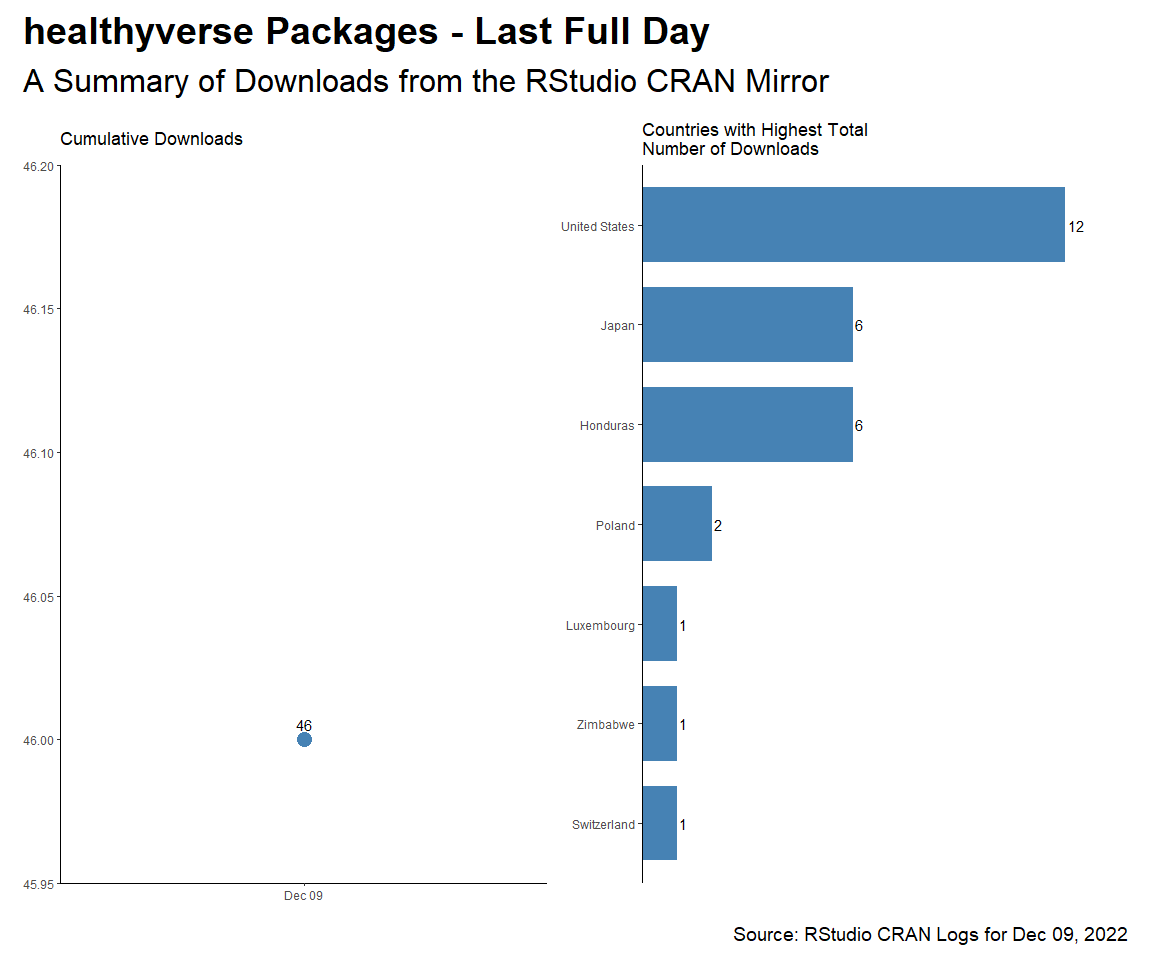 healthyverse Packages - Last Full Day
A Summary of Downloads from the RStudio CRAN Mirror
Cumulative Downloads
46.20
46.15
46.10
46.05
46.00
45.95
46
Dec 09
Countries with Highest Total
Number of Downloads
United States 12
Japan 6
Honduras 6
Poland 2
Luxembourg 1
Zimbabwe 1
Switzerland 1
Source: RStudio CRAN Logs for Dec 09, 2022